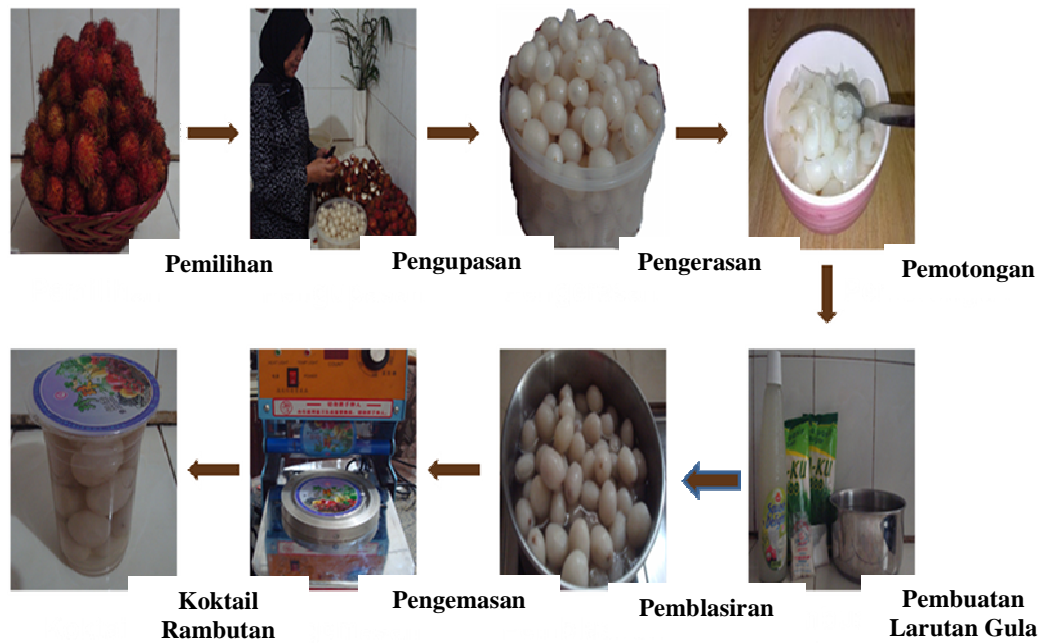 Pemilihan
Pengupasan
Pengerasan
Pemotongan
Koktail
Rambutan
Pengemasan
Pemblasiran
Pembuatan
Larutan Gula